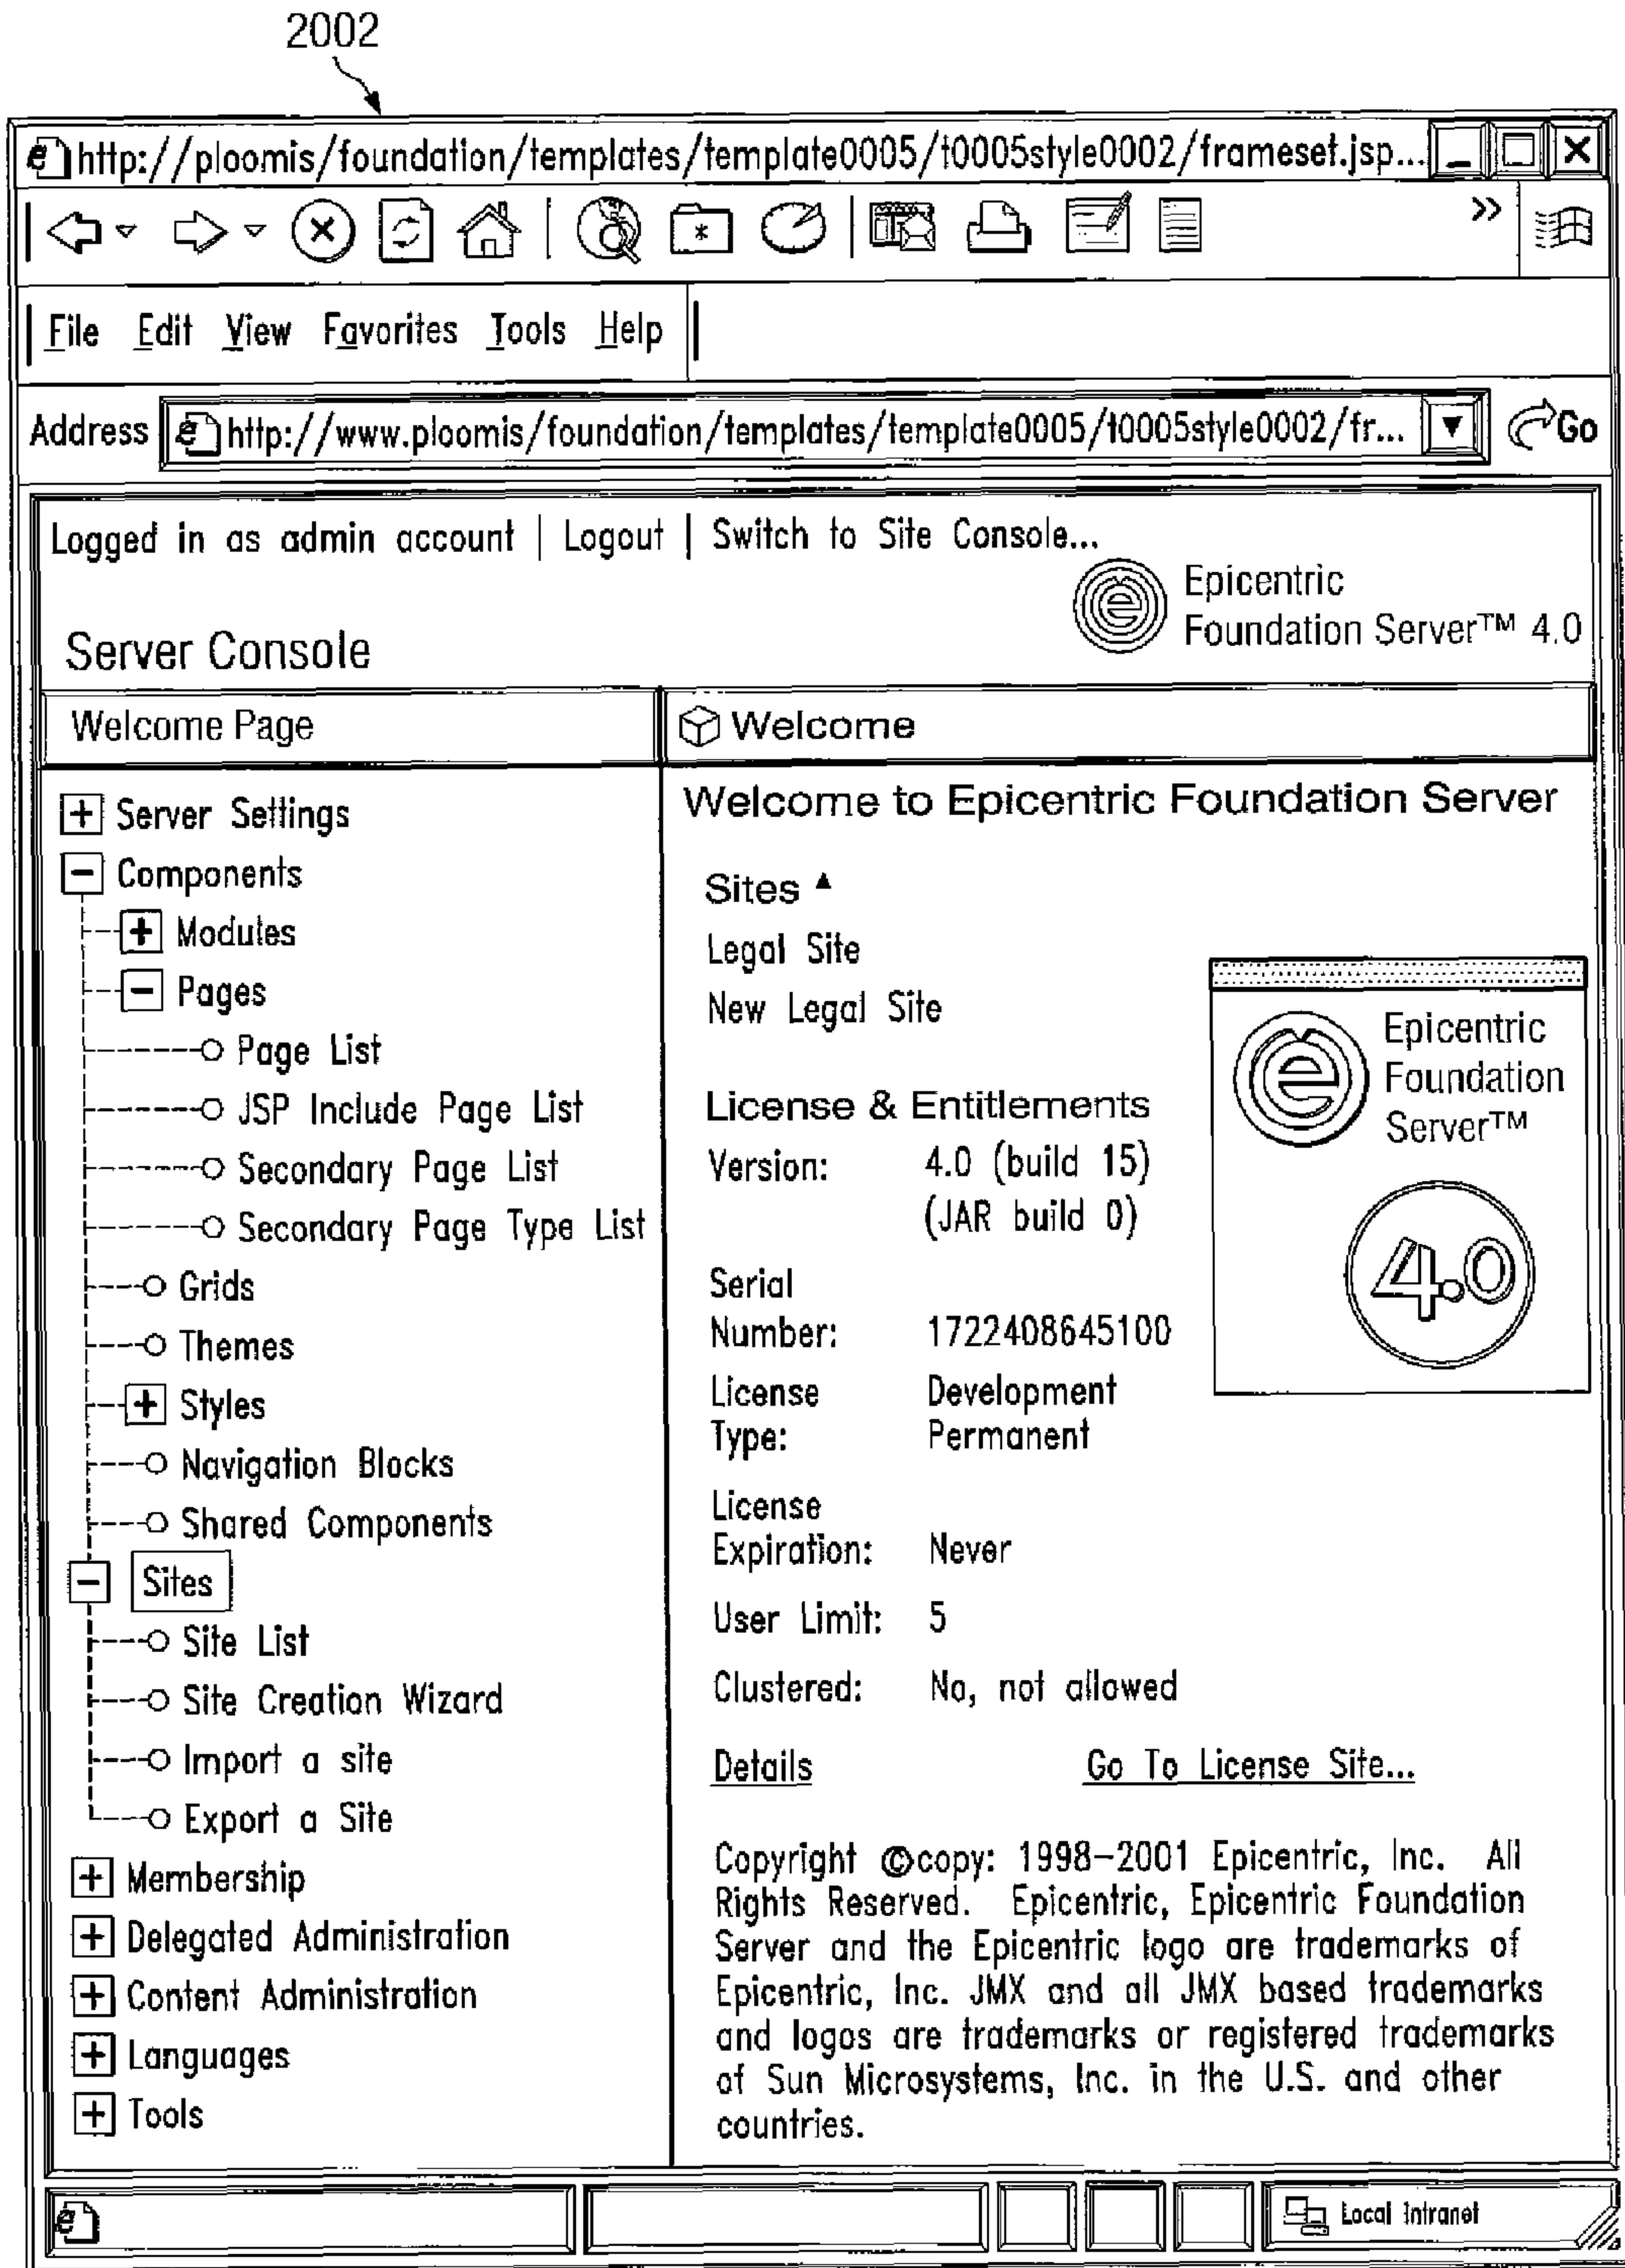 2002
http://ploomis/foundation/templates/template0005/t0005style0002/frameset.jsp...
File Edit View Favorites Tools Help
Address http://www.ploomis/foundation/templates/template0005/t0005style0002/fr... Go
Logged in as admin account | Logout | Switch to Site Console...
Epicentric
Foundation Server™ 4.0
Server Console
Welcome Page
Server Settings
Components
Modules
Pages
Page List
JSP Include Page List
Secondary Page List
Secondary Page Type List
Grids
Themes
Styles
Navigation Blocks
Shared Components
Sites
Site List
Site Creation Wizard
Import a site
Export a Site
Membership
Delegated Administration
Content Administration
Languages
Tools
Welcome
Welcome to Epicentric Foundation Server
Sites
Legal Site
New Legal Site
License & Entitlements
Version: 4.0 (build 15)
(JAR build 0)
Serial
Number: 1722408645100
License Development
Type: Permanent
License
Expiration: Never
User Limit: 5
Clustered: No, not allowed
Details Go To License Site...
Epicentric
Foundation
Server™
4.0
Copyright ©copy: 1998-2001 Epicentric, Inc. All
Rights Reserved. Epicentric, Epicentric Foundation
Server and the Epicentric logo are trademarks of
Epicentric, Inc. JMX and all JMX based trademarks
and logos are trademarks or registered trademarks
of Sun Microsystems, Inc. in the U.S. and other
countries.
Local Intranet